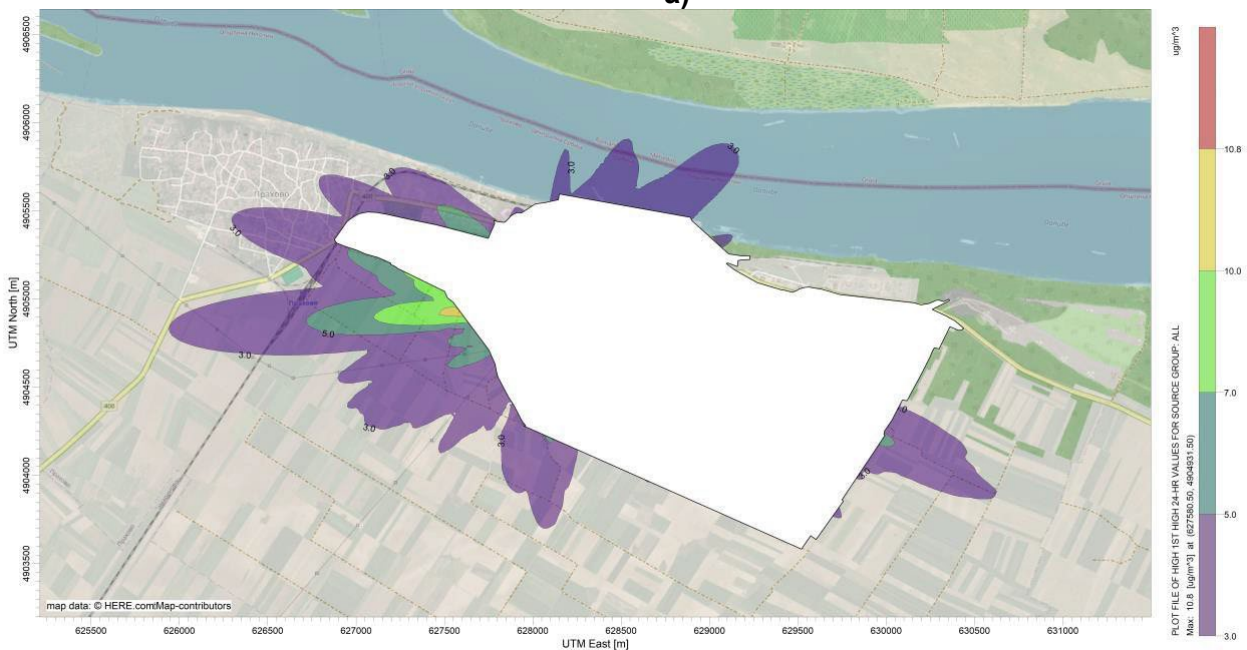 a)
ug/m^3
10.8
10.0
7.0
5.0
3.0
PLOT FILE OF HIGH 1ST HIGH 24-HR VALUES FOR SOURCE GROUP: ALL
Max: 10.8 [ug/m^3] at (627560.50, 4904931.50)
UTM North [m]
4906500
4906000
4905500
4905000
4904500
4904000
4903500
3.0
3.0
3.0
3.0
Прахово
3.0
5.0
3.0
400
3.0
3.0
map data: © HERE.com|Map-contributors
625500 626000 626500 627000 627500 628000 628500 629000 629500 630000 630500 631000
UTM East [m]